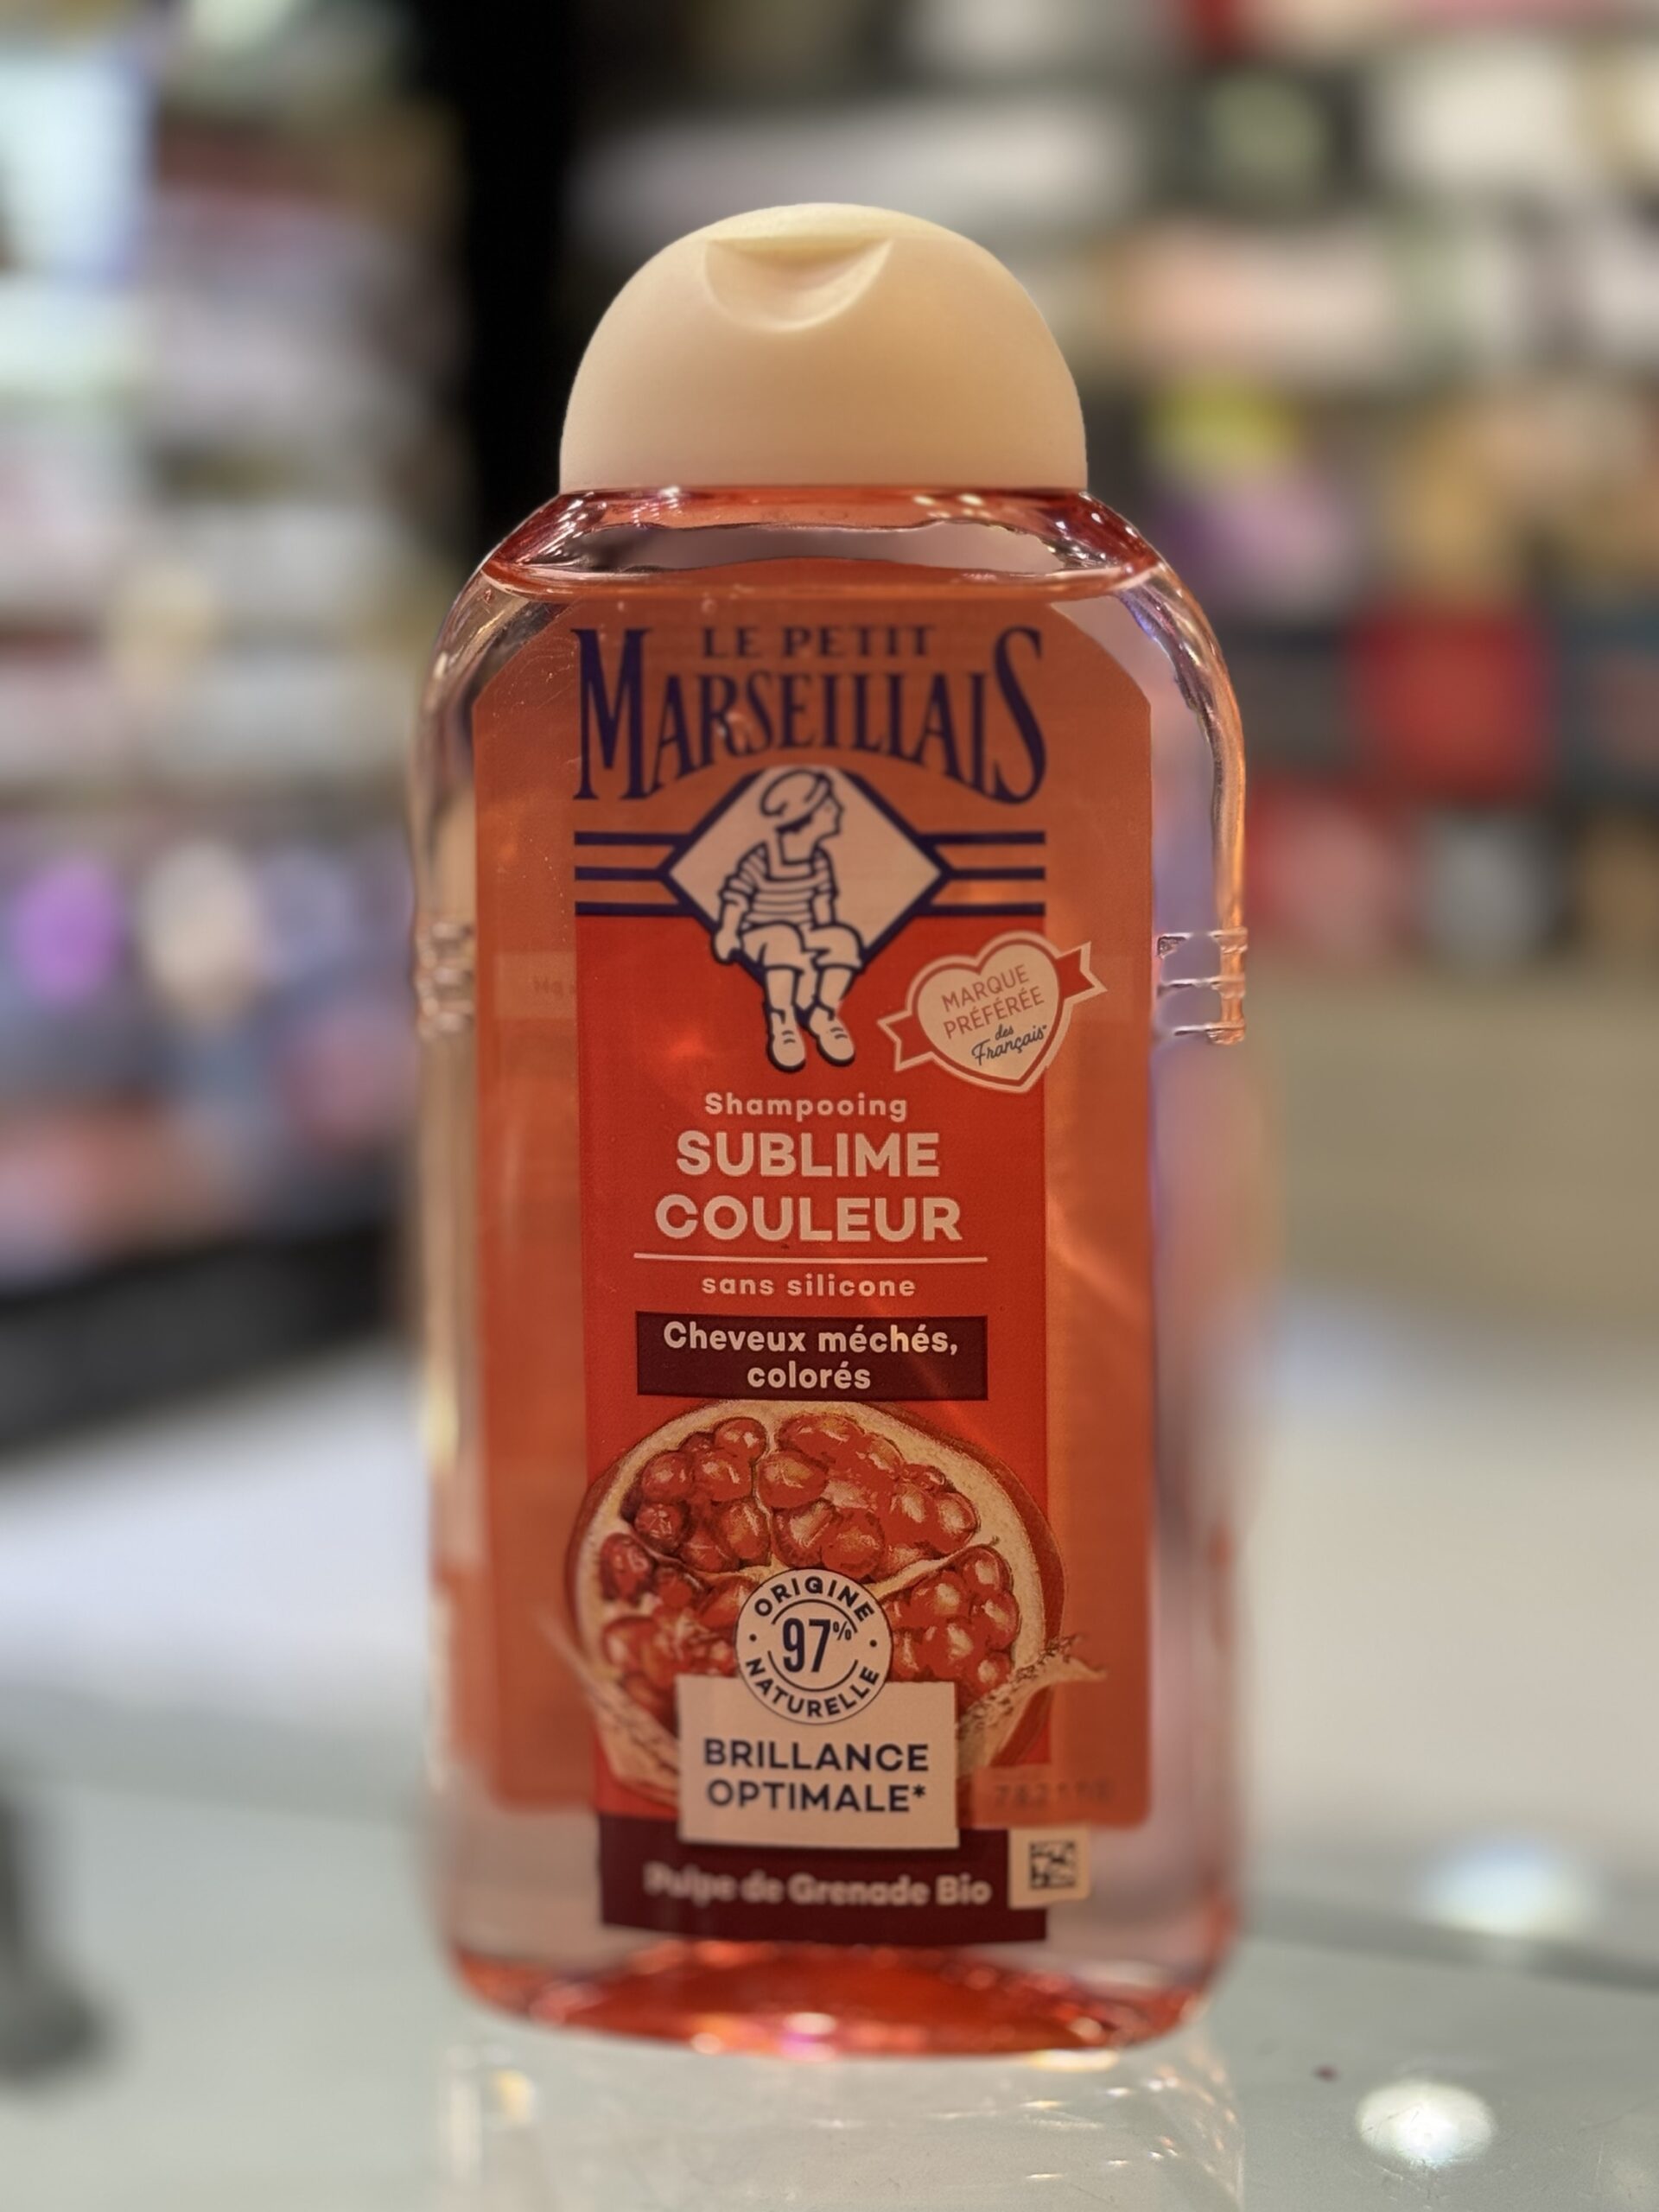 LE PETIT
MARSEILLAIS
MARQUE
PRÉFÉRÉE
des
Français*
Shampooing
SUBLIME
COULEUR
sans silicone
Cheveux méchés,
colorés
ORIGINE
97%
NATURELLE
BRILLANCE
OPTIMALE*
Pulpe de Grenade Bio